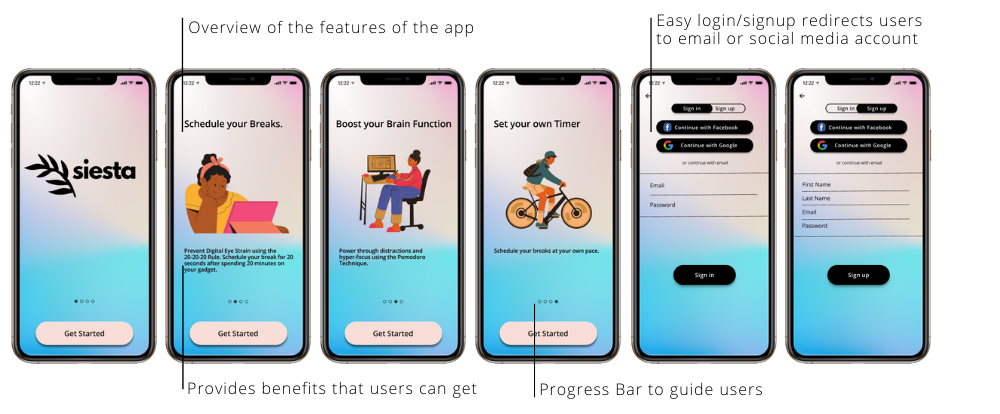 Overview of the features of the app
Easy login/signup redirects users
to email or social media account
12:22
siesta
Get Started
12:22
Schedule your Breaks.
Prevent Digital Eye Strain using the
20-20-20 Rule. Schedule your break for 20
seconds after spending 20 minutes on
your gadget.
Get Started
12:22
Boost your Brain Function
Power through distractions and
hyper-focus using the Pomodoro
Technique.
Get Started
12:22
Set your own Timer
Schedule your breaks at your own pace.
Get Started
12:22
Sign in Sign up
Continue with Facebook
Continue with Google
or continue with email
Email
Password
Sign in
12:22
Sign in Sign up
Continue with Facebook
Continue with Google
or continue with email
First Name
Last Name
Email
Password
Sign up
Provides benefits that users can get
Progress Bar to guide users